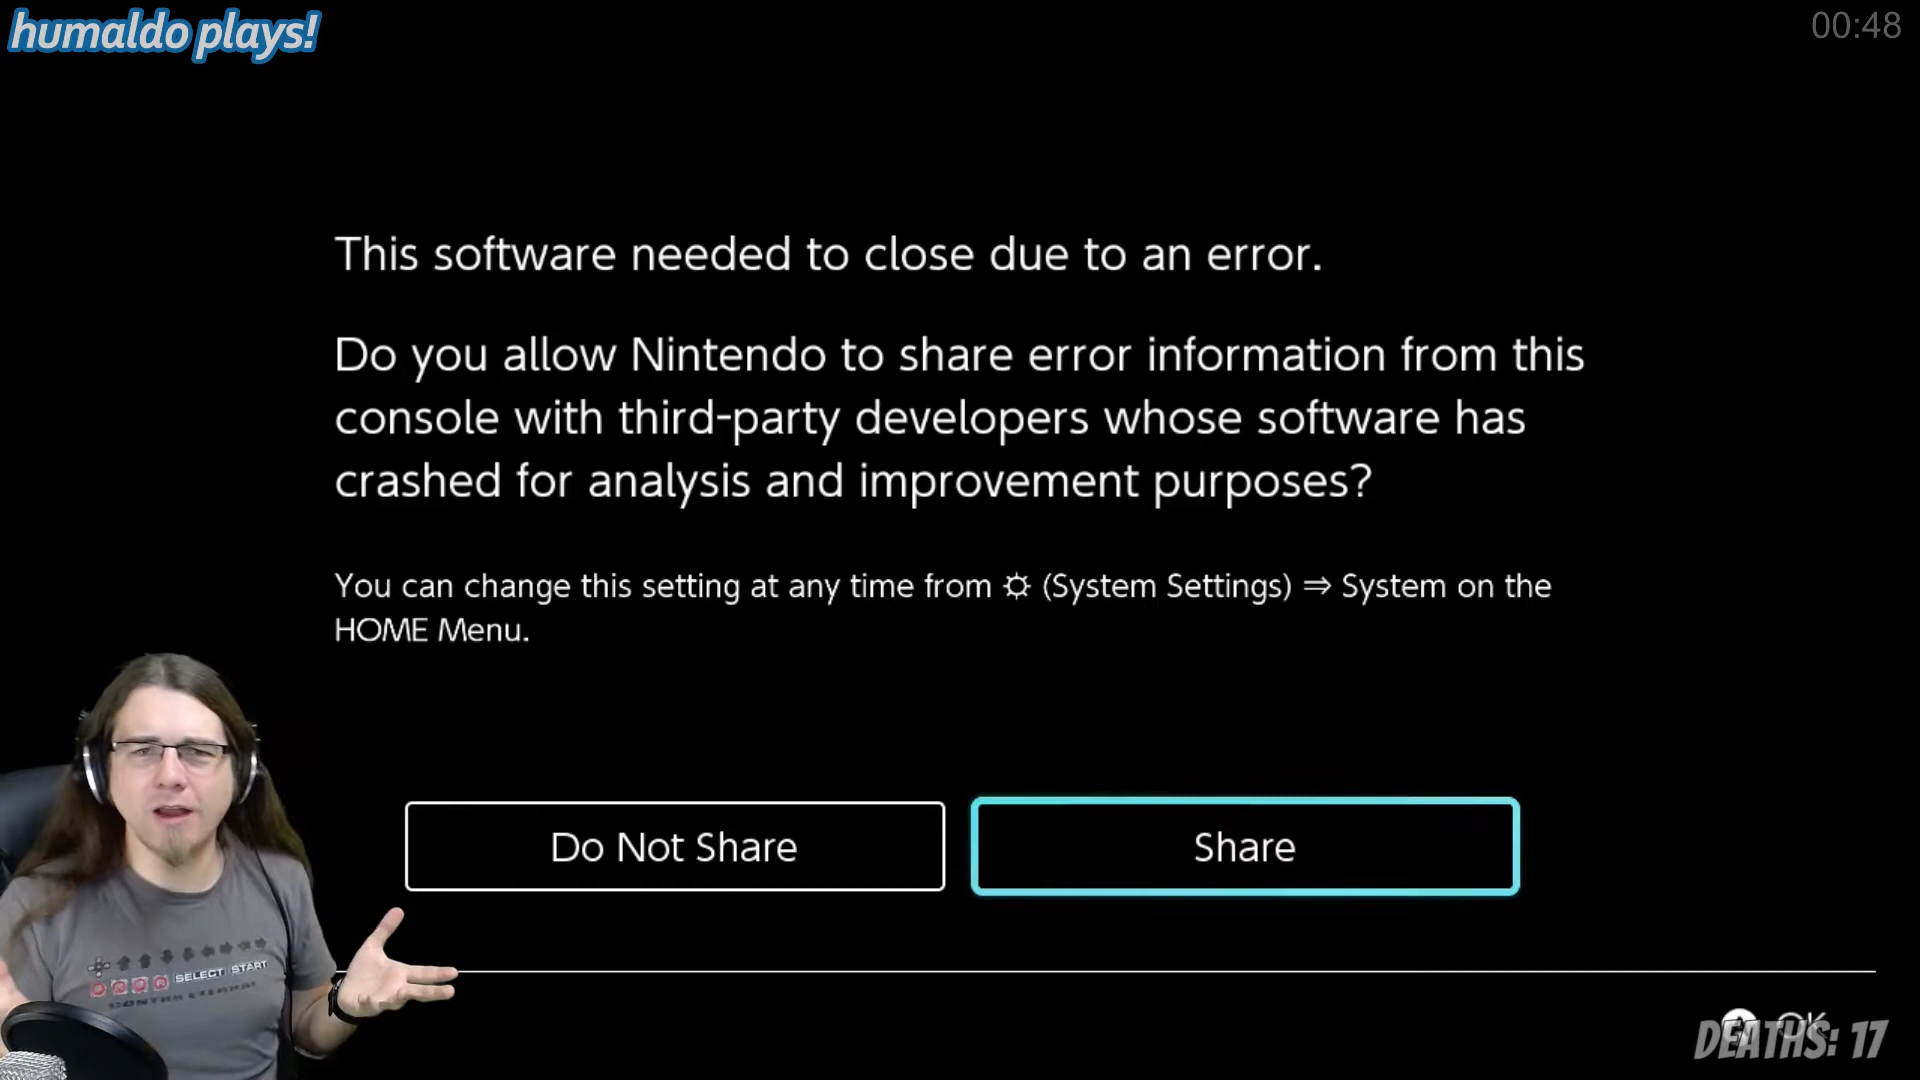 humaldo plays!
00:48
This software needed to close due to an error.
Do you allow Nintendo to share error information from this
console with third-party developers whose software has
crashed for analysis and improvement purposes?
You can change this setting at any time from (System Settings) ⇒ System on the
HOME Menu.
Do Not Share
Share
SELECT START
OK
DEATHS: 17